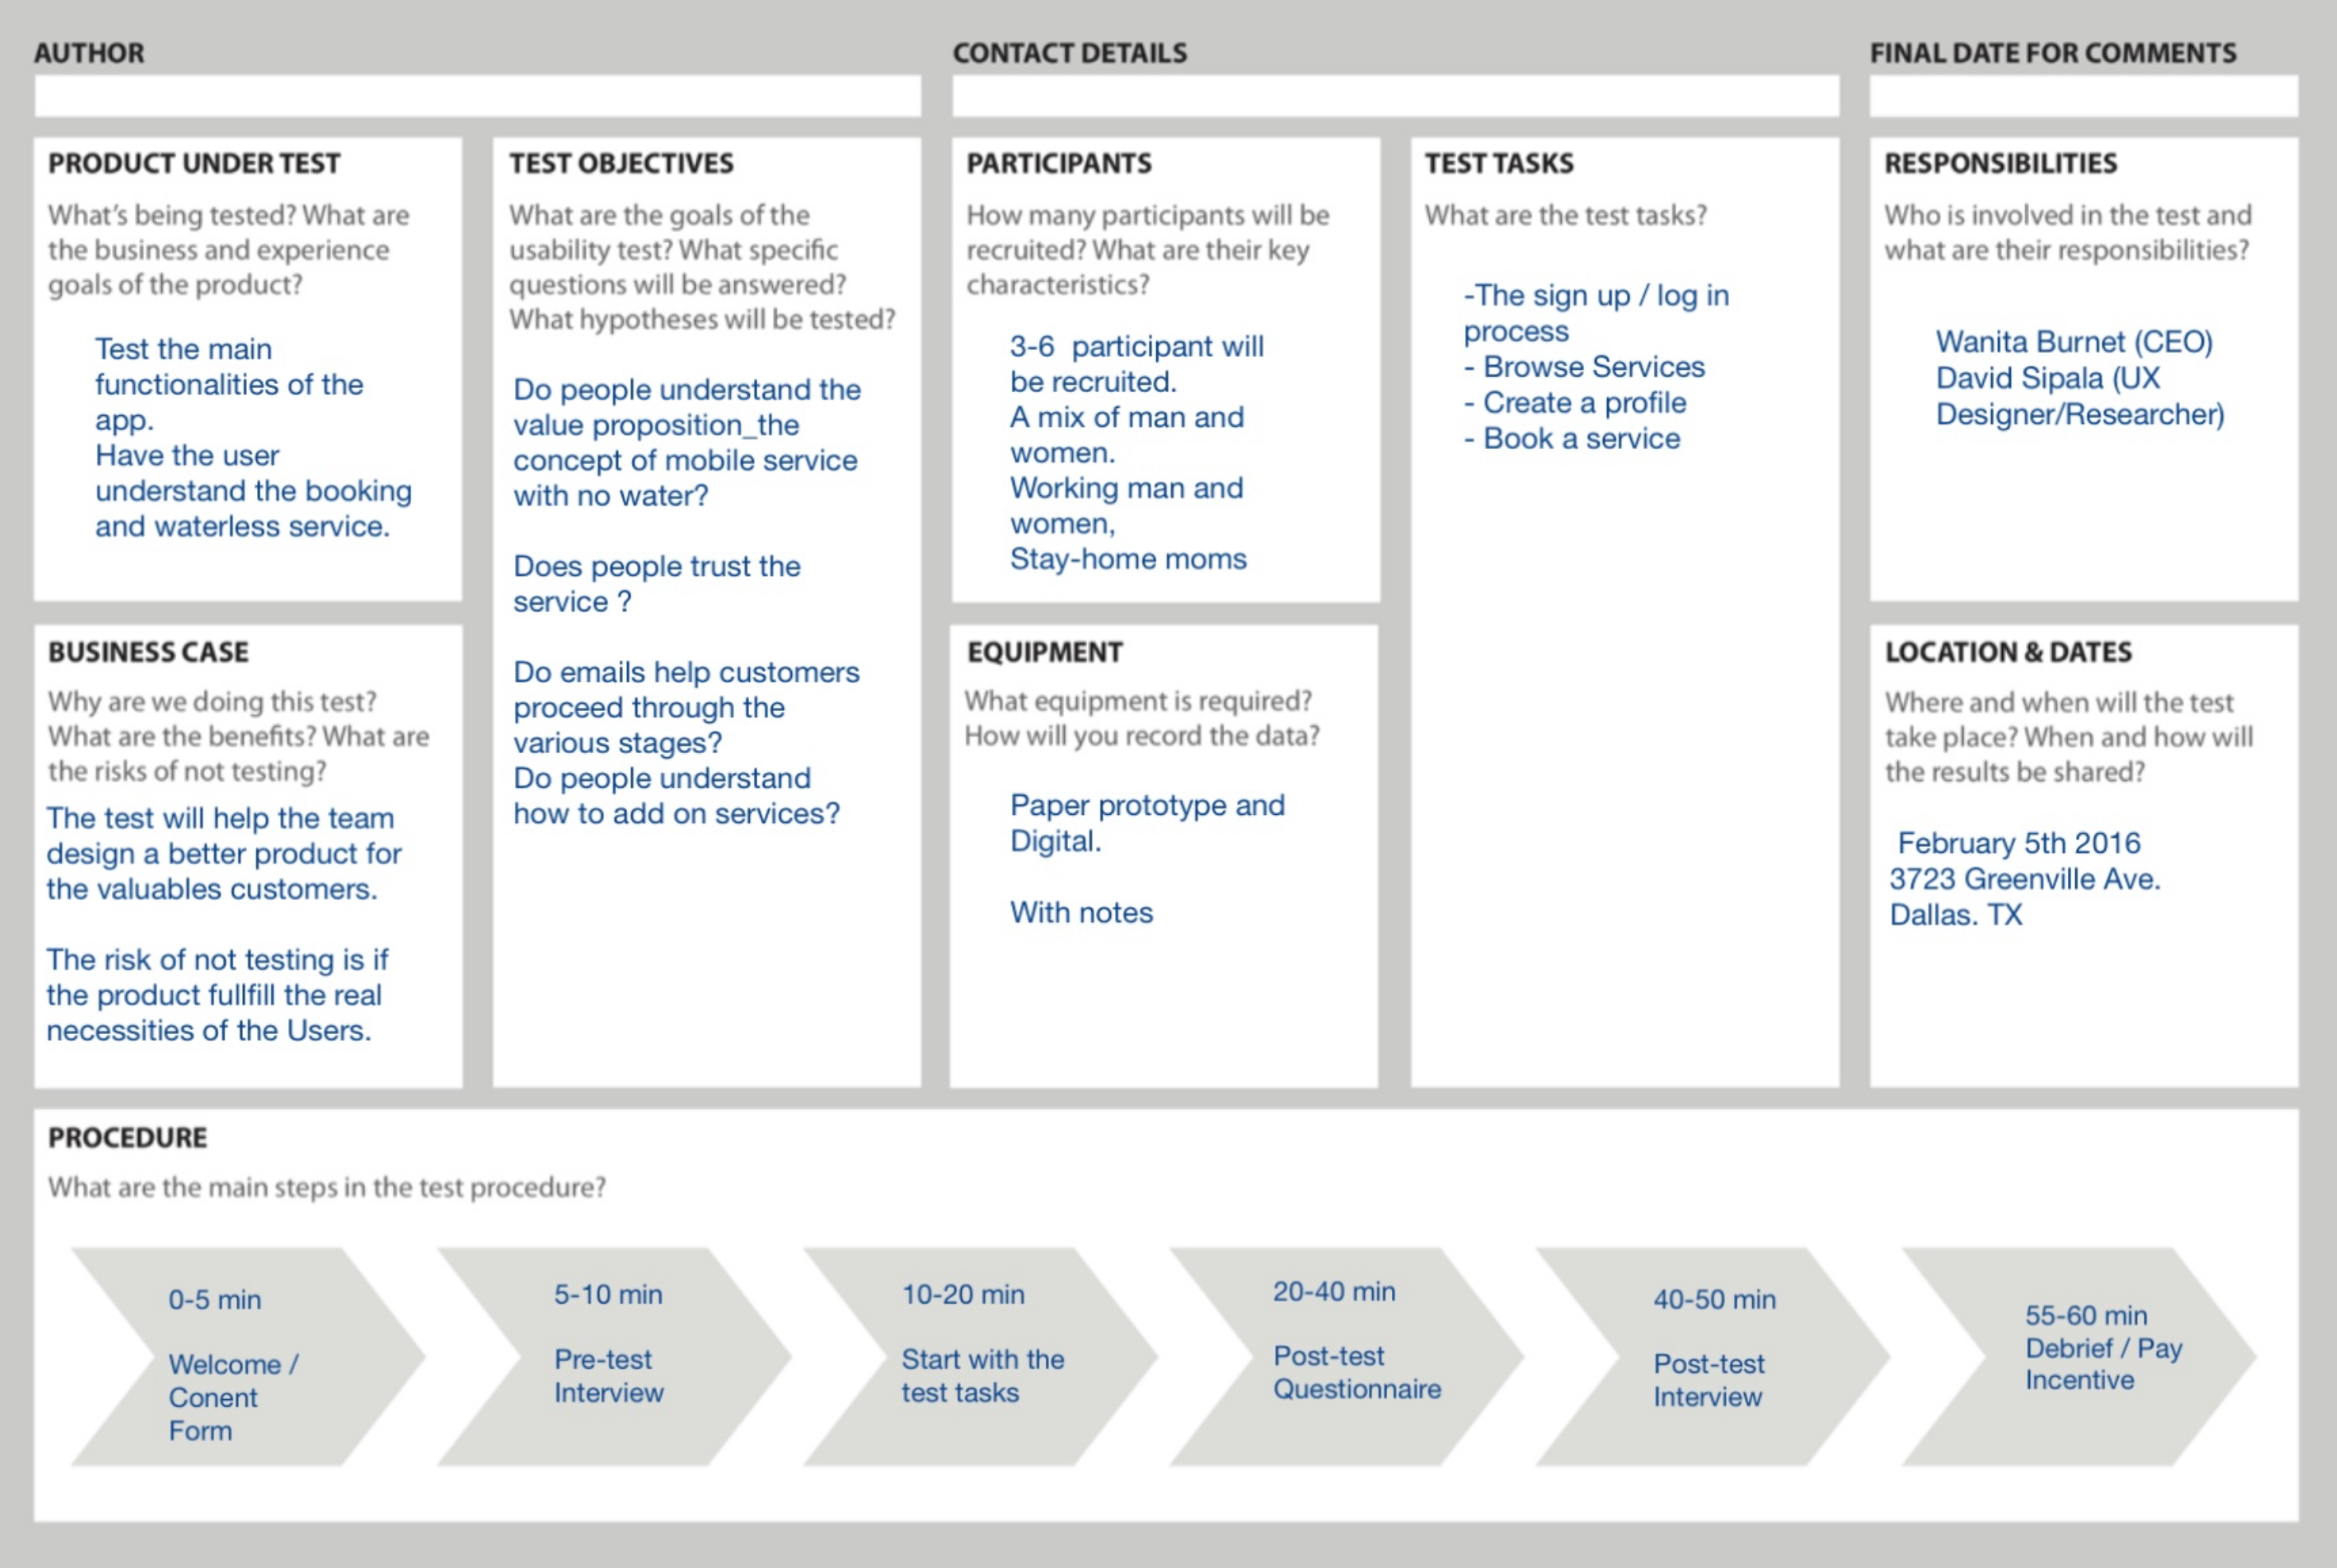 AUTHOR
CONTACT DETAILS
FINAL DATE FOR COMMENTS
PRODUCT UNDER TEST
What's being tested? What are
the business and experience
goals of the product?
Test the main
functionalities of the
app.
Have the user
understand the booking
and waterless service.
BUSINESS CASE
Why are we doing this test?
What are the benefits? What are
the risks of not testing?
The test will help the team
design a better product for
the valuables customers.
The risk of not testing is if
the product fullfill the real
necessities of the Users.
TEST OBJECTIVES
What are the goals of the
usability test? What specific
questions will be answered?
What hypotheses will be tested?
Do people understand the
value proposition_the
concept of mobile service
with no water?
Does people trust the
service ?
Do emails help customers
proceed through the
various stages?
Do people understand
how to add on services?
PARTICIPANTS
How many participants will be
recruited? What are their key
characteristics?
3-6 participant will
be recruited.
A mix of man and
women.
Working man and
women,
Stay-home moms
EQUIPMENT
What equipment is required?
How will you record the data?
Paper prototype and
Digital.
With notes
TEST TASKS
What are the test tasks?
-The sign up / log in
process
- Browse Services
- Create a profile
- Book a service
RESPONSIBILITIES
Who is involved in the test and
what are their responsibilities?
Wanita Burnet (CEO)
David Sipala (UX
Designer/Researcher)
LOCATION & DATES
Where and when will the test
take place? When and how will
the results be shared?
February 5th 2016
3723 Greenville Ave.
Dallas. TX
PROCEDURE
What are the main steps in the test procedure?
0-5 min
Welcome /
Conent
Form
5-10 min
Pre-test
Interview
10-20 min
Start with the
test tasks
20-40 min
Post-test
Questionnaire
40-50 min
Post-test
Interview
55-60 min
Debrief / Pay
Incentive